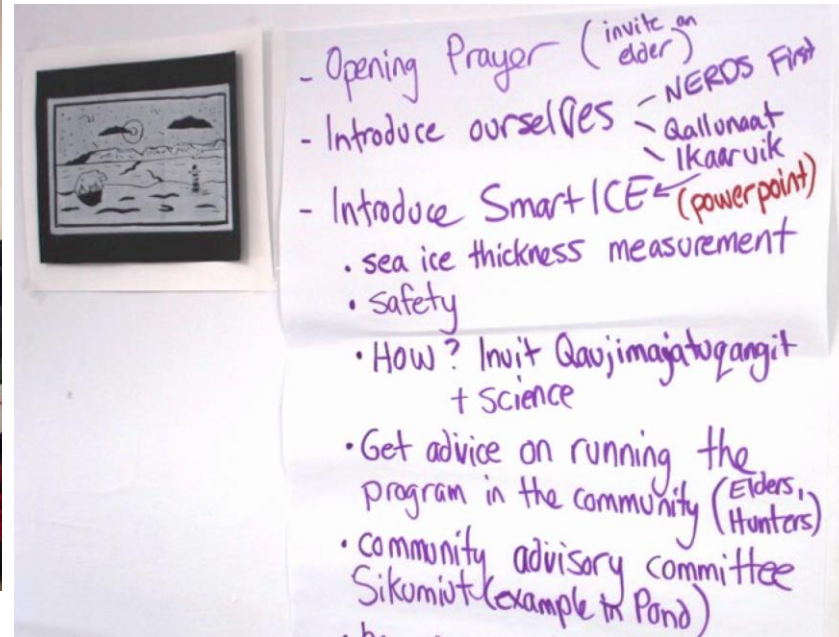 - Opening Prayer (invite an elder)
- Introduce ourselves - NERDS First
- Qallunaat
- Ikaarvik
- Introduce SmartICE (powerpoint)
• sea ice thickness measurement
• safety
• How? Inuit Qaujimajatuqangit
+ science
• Get advice on running the
program in the community (Elders,
Hunters)
• community advisory committee
Sikumiut (example in Pond)